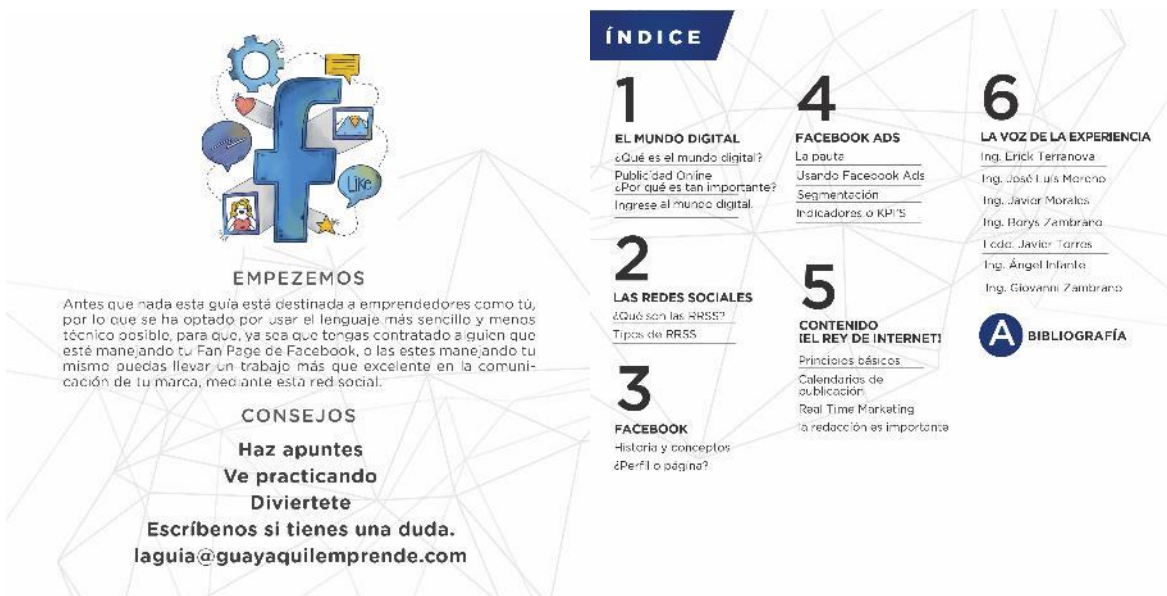 Like
EMPEZEMOS
Antes que nada esta guía está destinada a emprendedores como tú,
por lo que se ha optado por usar el lenguaje más sencillo y menos
técnico posible, para que, ya sea que tengas contratado alguien que
esté manejando tu Fan Page de Facebook, o las estes manejando tu
mismo puedas llevar un trabajo más que excelente en la comuni-
cación de tu marca, mediante esta red social.
CONSEJOS
Haz apuntes
Ve practicando
Diviertete
Escríbenos si tienes una duda.
laguia@guayaquilemprende.com
ÍNDICE
1
EL MUNDO DIGITAL
¿Qué es el mundo digital?
Publicidad Online
¿Por qué es tan importante?
Ingrese al mundo digital.
2
LAS REDES SOCIALES
¿Qué son las RRSS?
Tipos de RRSS
3
FACEBOOK
Historia y conceptos
¿Perfil o página?
4
FACEBOOK ADS
La pauta
Usando Facebook Ads
Segmentación
Indicadores o KPI'S
5
CONTENIDO
¡EL REY DE INTERNET!
Principios básicos
Calendarios de
publicación
Real Time Marketing
la redacción es importante
6
LA VOZ DE LA EXPERIENCIA
Ing. Erick Terranova
Ing. José Luis Moreno
Ing. Javier Morales
Ing. Borys Zambrano
Lcdo. Javier Torres
Ing. Ángel Infante
Ing. Giovanni Zambrano
A BIBLIOGRAFÍA